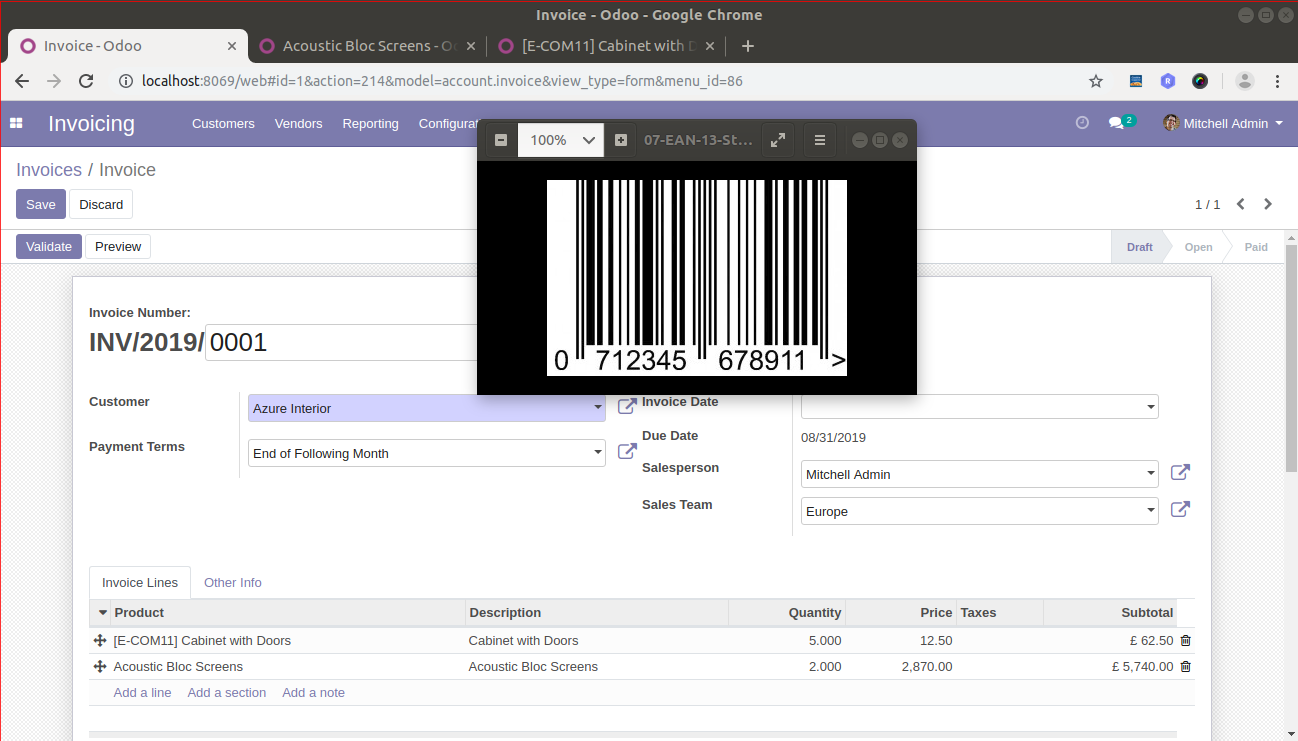 Invoice - Odoo - Google Chrome
Invoice - Odoo
Acoustic Bloc Screens - O
[E-COM11] Cabinet with D
localhost:8069/web#id=1&action=214&model=account.invoice&view_type=form&menu_id=86
Invoicing Customers Vendors Reporting Configurat
2 Mitchell Admin
100% 07-EAN-13-St...
Invoices / Invoice
Save Discard
1 / 1
Validate Preview
Draft Open Paid
0 712345 678911 >
Invoice Number:
INV/2019/ 0001
Customer Azure Interior
Payment Terms End of Following Month
Invoice Date
Due Date 08/31/2019
Salesperson Mitchell Admin
Sales Team Europe
Invoice Lines Other Info
Product Description Quantity Price Taxes Subtotal
[E-COM11] Cabinet with Doors Cabinet with Doors 5.000 12.50 £ 62.50
Acoustic Bloc Screens Acoustic Bloc Screens 2.000 2,870.00 £ 5,740.00
Add a line Add a section Add a note